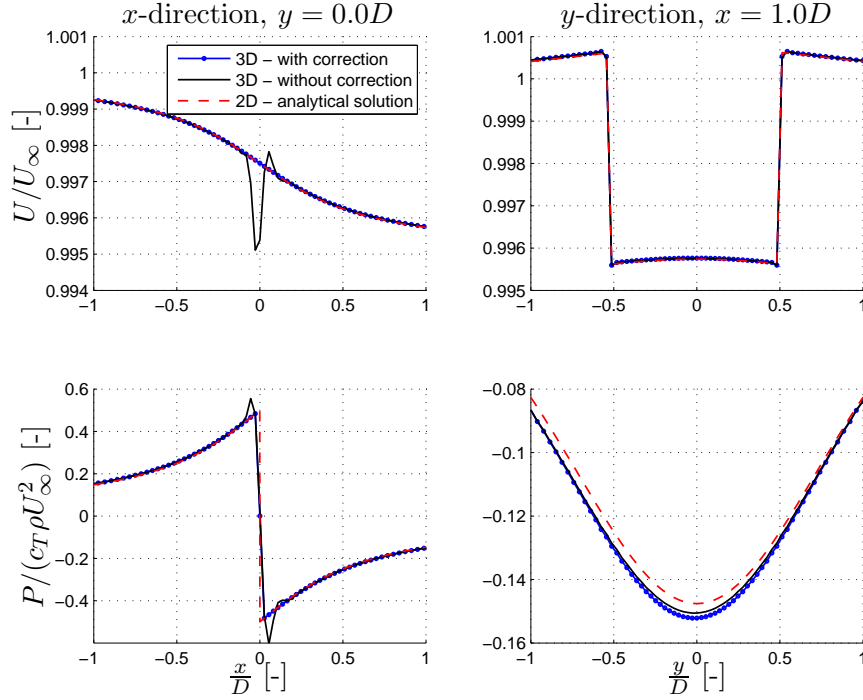 x-direction, y = 0.0D
y-direction, x = 1.0D
1.001
1
0.999
0.998
0.997
0.996
0.995
0.994
U/U∞ [-]
3D – with correction
3D – without correction
2D – analytical solution
−1 −0.5 0 0.5 1
1.001
1
0.999
0.998
0.997
0.996
0.995
−1 −0.5 0 0.5 1
0.6
0.4
0.2
0
−0.2
−0.4
P/(c_T ρU∞²) [-]
−1 −0.5 0 0.5 1
x/D [-]
−0.08
−0.1
−0.12
−0.14
−0.16
−1 −0.5 0 0.5 1
y/D [-]